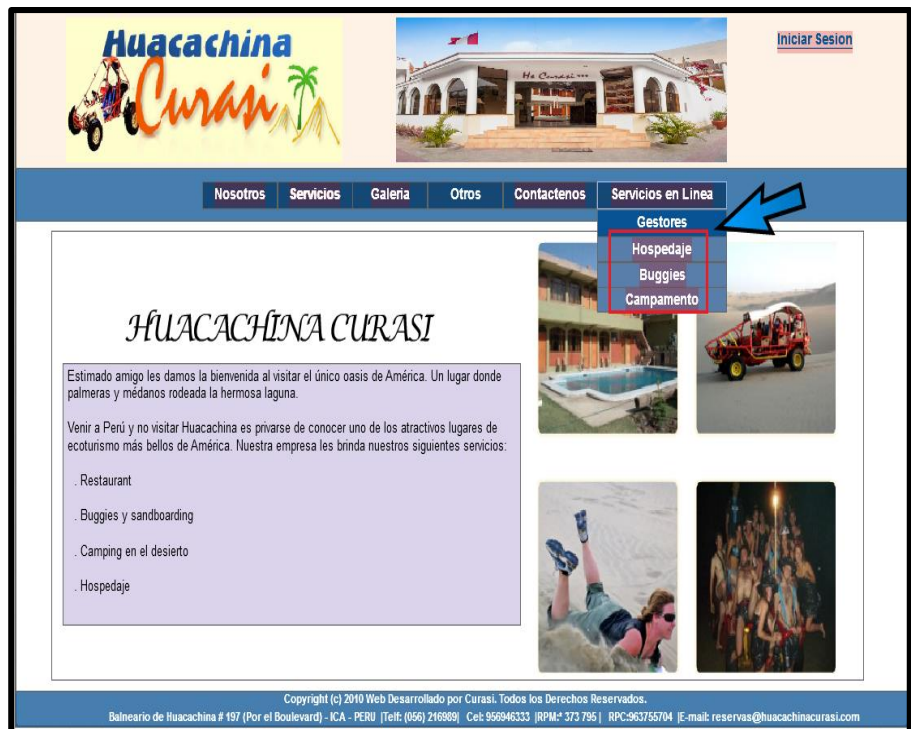 Huacachina
Curasi
Ha Curasi ***
Iniciar Sesion
Nosotros Servicios Galeria Otros Contactenos Servicios en Linea
Gestores
Hospedaje
Buggies
Campamento
HUACACHINA CURASI
Estimado amigo les damos la bienvenida al visitar el único oasis de América. Un lugar donde
palmeras y médanos rodeada la hermosa laguna.
Venir a Perú y no visitar Huacachina es privarse de conocer uno de los atractivos lugares de
ecoturismo más bellos de América. Nuestra empresa les brinda nuestros siguientes servicios:
. Restaurant
. Buggies y sandboarding
. Camping en el desierto
. Hospedaje
Copyright (c) 2010 Web Desarrollado por Curasi. Todos los Derechos Reservados.
Balneario de Huacachina # 197 (Por el Boulevard) - ICA - PERU |Telf: (056) 216989| Cel: 956946333 |RPM:* 373 795 | RPC:963755704 |E-mail: reservas@huacachinacurasi.com